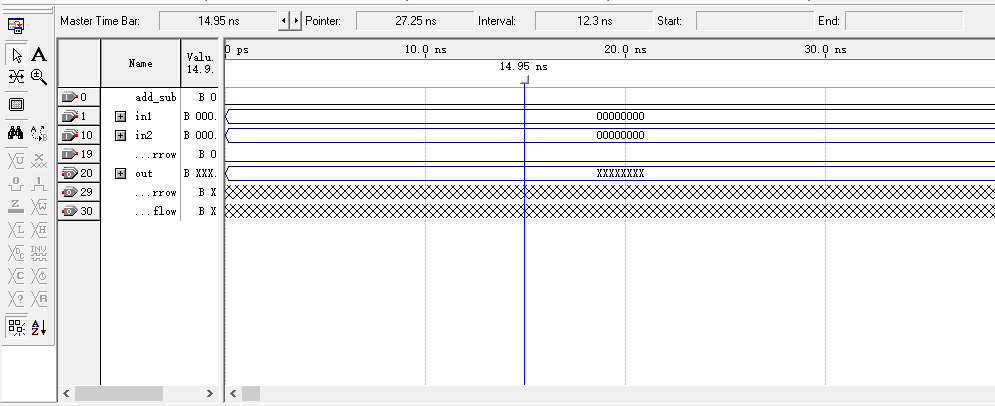 Master Time Bar: 14.95 ns Pointer: 27.25 ns Interval: 12.3 ns Start: End:
0 ps 10.0 ns 20.0 ns 30.0 ns
Name Valu. 14.9. 14.95 ns
0 add_sub B 0
1 in1 B 000. 00000000
10 in2 B 000. 00000000
19 ...rrow B 0
20 out B XXX. XXXXXXXX
29 ...rrow B X
30 ...flow B X